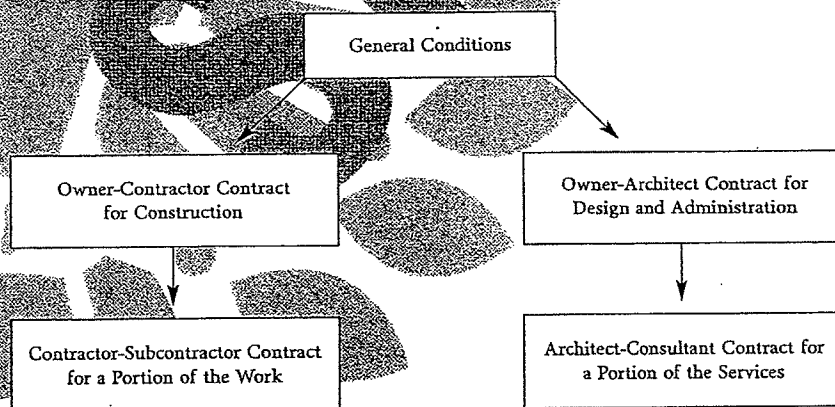 General Conditions
Owner-Contractor Contract
for Construction
Owner-Architect Contract for
Design and Administration
Contractor-Subcontractor Contract
for a Portion of the Work
Architect-Consultant Contract for
a Portion of the Services